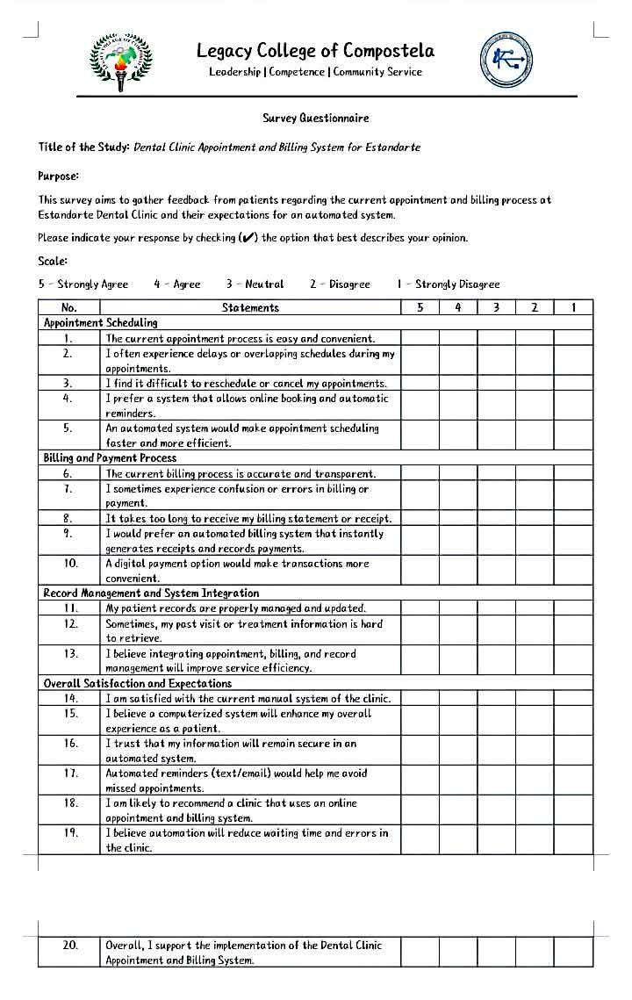 Legacy College of Compostela
Leadership | Competence | Community Service
Survey Questionnaire
Title of the Study: Dental Clinic Appointment and Billing System for Estandarte
Purpose:
This survey aims to gather feedback from patients regarding the current appointment and billing process at
Estandarte Dental Clinic and their expectations for an automated system.
Please indicate your response by checking (✔) the option that best describes your opinion.
Scale:
5 – Strongly Agree 4 – Agree 3 – Neutral 2 – Disagree 1 – Strongly Disagree
No. Statements 5 4 3 2 1
Appointment Scheduling
1. The current appointment process is easy and convenient.
2. I often experience delays or overlapping schedules during my
appointments.
3. I find it difficult to reschedule or cancel my appointments.
4. I prefer a system that allows online booking and automatic
reminders.
5. An automated system would make appointment scheduling
faster and more efficient.
Billing and Payment Process
6. The current billing process is accurate and transparent.
7. I sometimes experience confusion or errors in billing or
payment.
8. It takes too long to receive my billing statement or receipt.
9. I would prefer an automated billing system that instantly
generates receipts and records payments.
10. A digital payment option would make transactions more
convenient.
Record Management and System Integration
11. My patient records are properly managed and updated.
12. Sometimes, my past visit or treatment information is hard
to retrieve.
13. I believe integrating appointment, billing, and record
management will improve service efficiency.
Overall Satisfaction and Expectations
14. I am satisfied with the current manual system of the clinic.
15. I believe a computerized system will enhance my overall
experience as a patient.
16. I trust that my information will remain secure in an
automated system.
17. Automated reminders (text/email) would help me avoid
missed appointments.
18. I am likely to recommend a clinic that uses an online
appointment and billing system.
19. I believe automation will reduce waiting time and errors in
the clinic.
20. Overall, I support the implementation of the Dental Clinic
Appointment and Billing System.